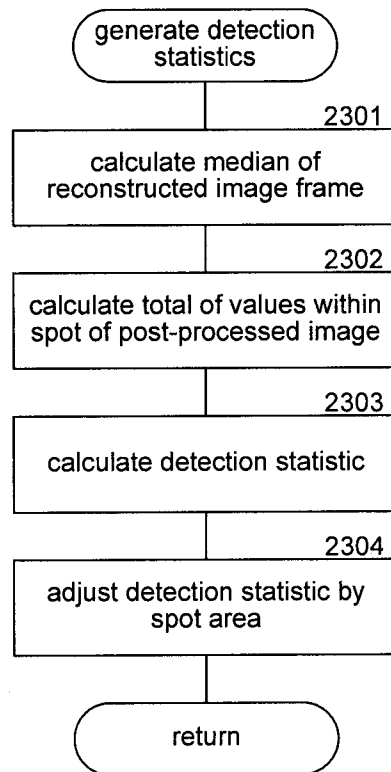 generate detection
statistics
2301
calculate median of
reconstructed image frame
2302
calculate total of values within
spot of post-processed image
2303
calculate detection statistic
2304
adjust detection statistic by
spot area
return